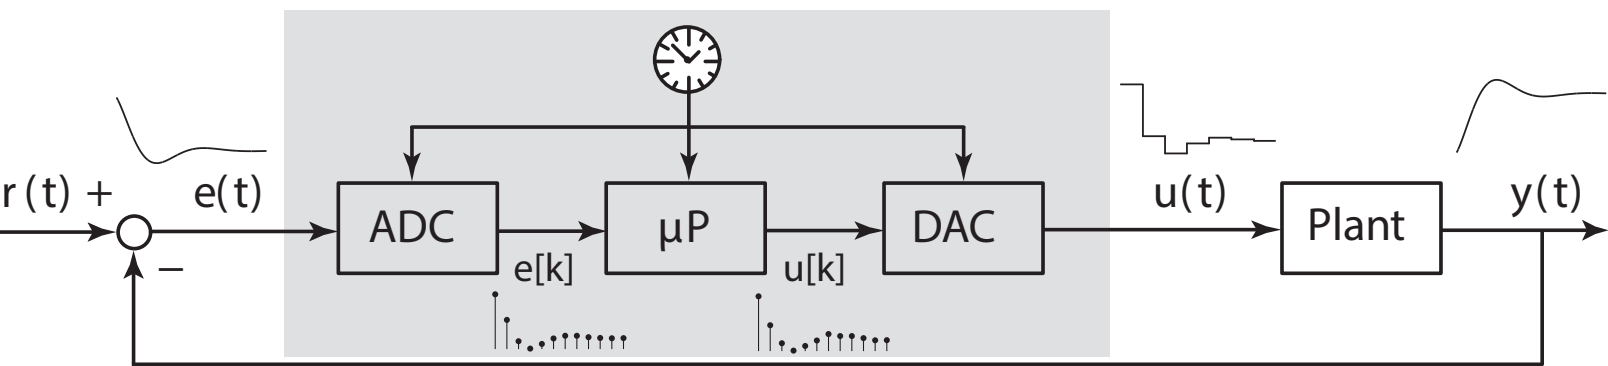 r(t) + e(t) ADC μP DAC u(t) Plant y(t)
− e[k] u[k]